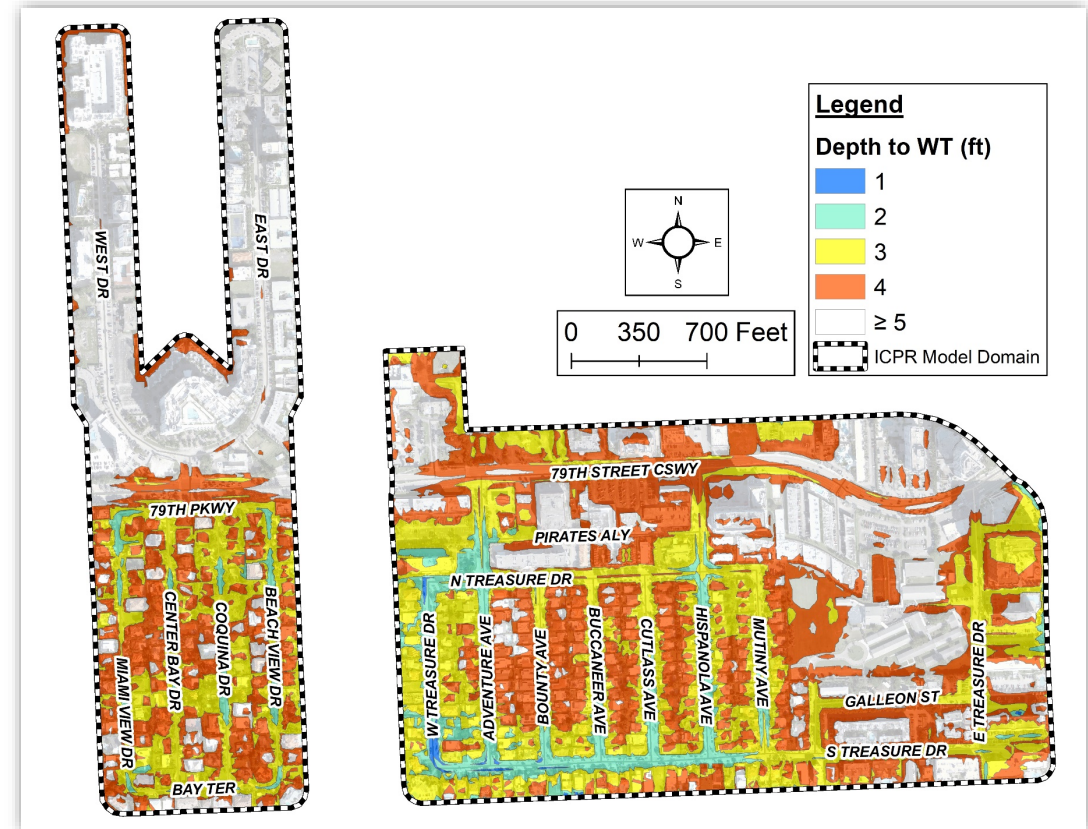 Legend
Depth to WT (ft)
1
2
3
4
≥ 5
ICPR Model Domain
N
W E
S
0 350 700 Feet
WEST DR
EAST DR
79TH PKWY
MIAMI VIEW DR
CENTER BAY DR
COQUINA DR
BEACH VIEW DR
BAY TER
79TH STREET CSWY
PIRATES ALY
N TREASURE DR
W TREASURE DR
ADVENTURE AVE
BOUNTY AVE
BUCCANEER AVE
CUTLASS AVE
HISPANOLA AVE
MUTINY AVE
GALLEON ST
E TREASURE DR
S TREASURE DR